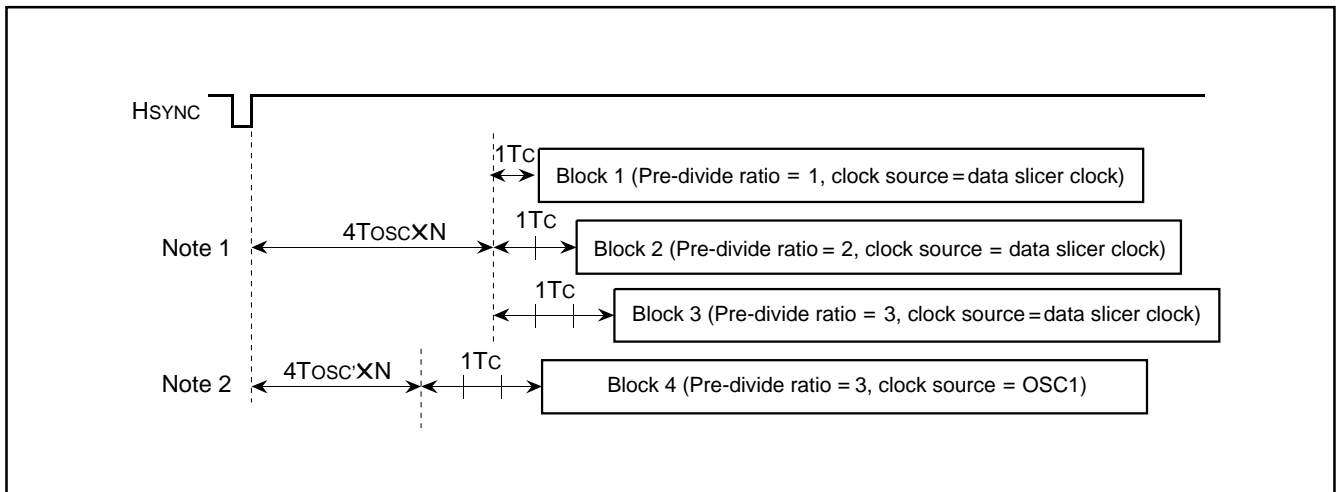 HSYNC
1TC
Block 1 (Pre-divide ratio = 1, clock source = data slicer clock)
Note 1
4TOSC✕N
1TC
Block 2 (Pre-divide ratio = 2, clock source = data slicer clock)
1TC
Block 3 (Pre-divide ratio = 3, clock source = data slicer clock)
Note 2
4TOSC'✕N
1TC
Block 4 (Pre-divide ratio = 3, clock source = OSC1)